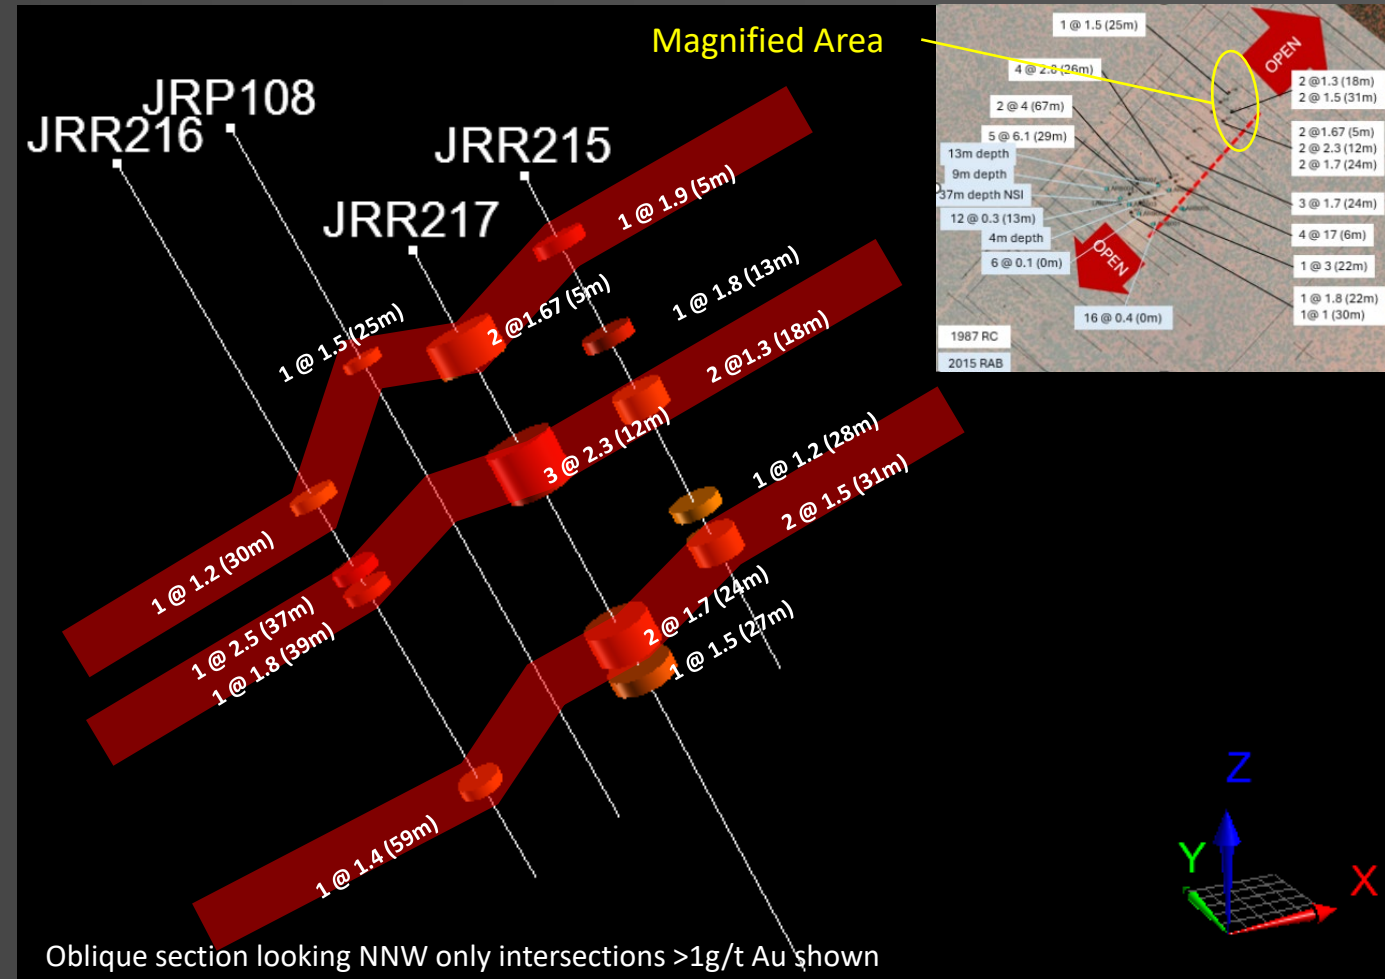 Magnified Area
JRP108
JRR216
JRR215
JRR217
1 @ 1.9 (5m)
2 @1.67 (5m)
1 @ 1.8 (13m)
1 @ 1.5 (25m)
2 @1.3 (18m)
3 @ 2.3 (12m)
1 @ 1.2 (28m)
2 @ 1.5 (31m)
1 @ 1.2 (30m)
2 @ 1.7 (24m)
1 @ 1.5 (27m)
1 @ 2.5 (37m)
1 @ 1.8 (39m)
1 @ 1.4 (59m)
Oblique section looking NNW only intersections >1g/t Au shown
1 @ 1.5 (25m)
OPEN
4 @ 2.8 (26m)
2 @ 4 (67m)
5 @ 6.1 (29m)
13m depth
9m depth
37m depth NSI
12 @ 0.3 (13m)
4m depth
6 @ 0.1 (0m)
OPEN
16 @ 0.4 (0m)
1987 RC
2015 RAB
2 @1.3 (18m)
2 @ 1.5 (31m)
2 @1.67 (5m)
2 @ 2.3 (12m)
2 @ 1.7 (24m)
3 @ 1.7 (24m)
4 @ 17 (6m)
1 @ 3 (22m)
1 @ 1.8 (22m)
1@ 1 (30m)
Z
Y
X